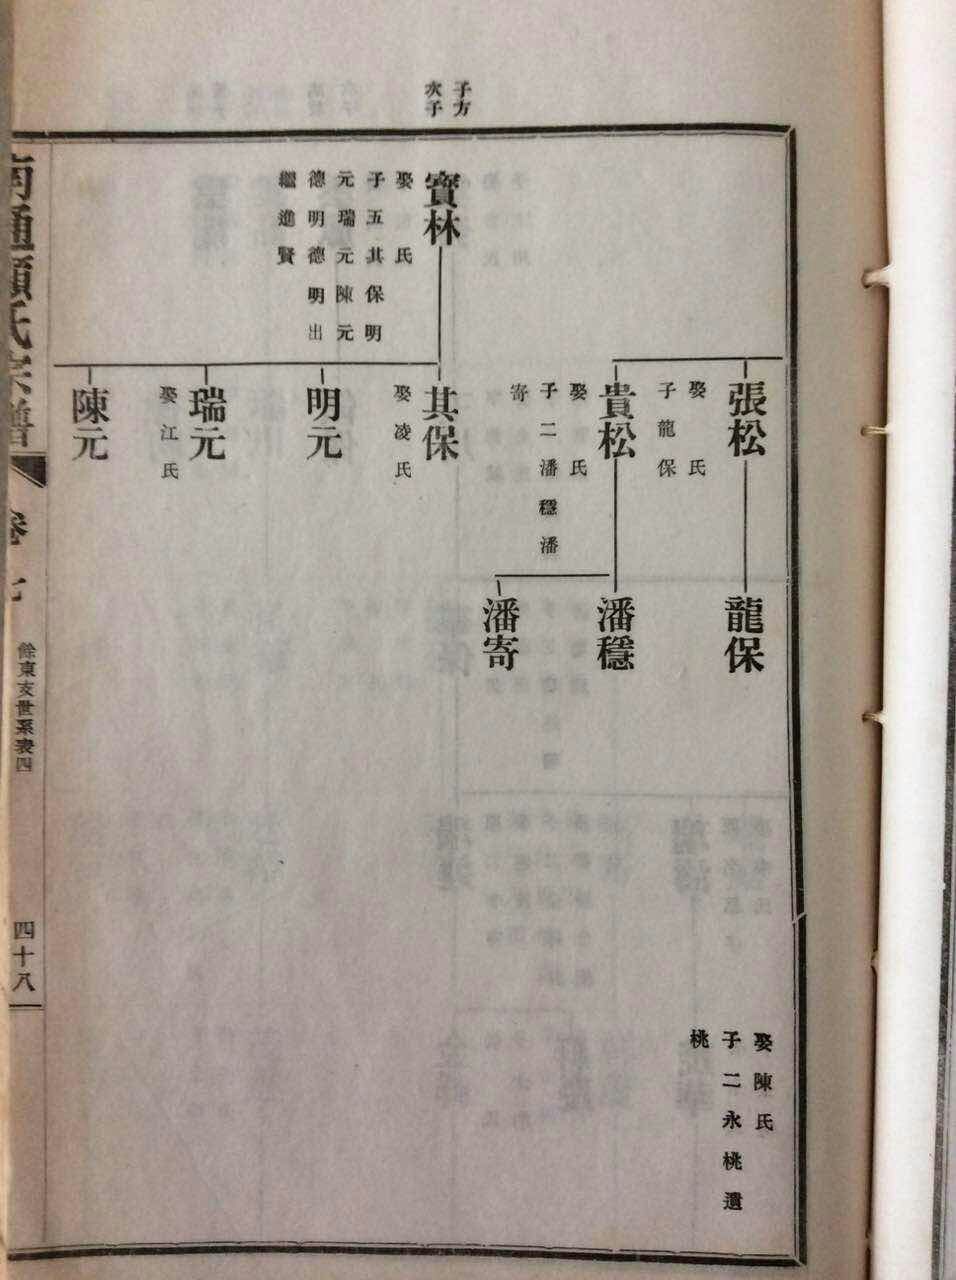 子方
次子
張松
娶氏
子龍保
貴松
娶氏
子二潘穩潘
寄
寶林
娶氏
子五其保明
元瑞元陳元
德明德明出
繼進賢
其保
娶凌氏
明元
瑞元
娶江氏
陳元
龍保
潘穩
潘寄
娶陳氏
子二永桃遺
桃
南通顧氏宗譜
卷七
餘東支世系表四
四十八